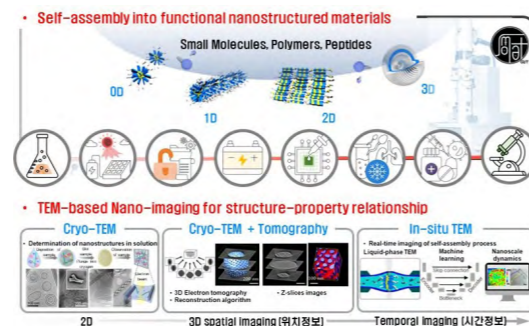 • Self-assembly into functional nanostructured materials
Small Molecules, Polymers, Peptides
0D
1D
2D
3D
• TEM-based Nano-imaging for structure-property relationship
Cryo-TEM
• Determination of nanostructures in solution
Cryo-TEM + Tomography
• 3D Electron tomography
• Reconstruction algorithm
• Z-slices images
In-situ TEM
• Real-time imaging of self-assembly process
Liquid-phase TEM
Machine learning
Nanoscale dynamics
Skip connection
Bottleneck
2D
3D spatial imaging (위치정보)
Temporal imaging (시간정보)